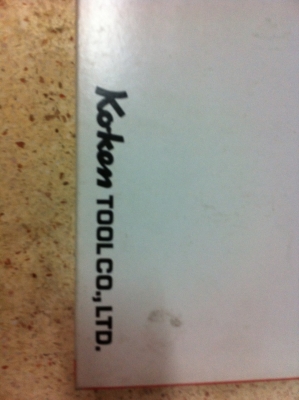 Koken TOOL CO., LTD.